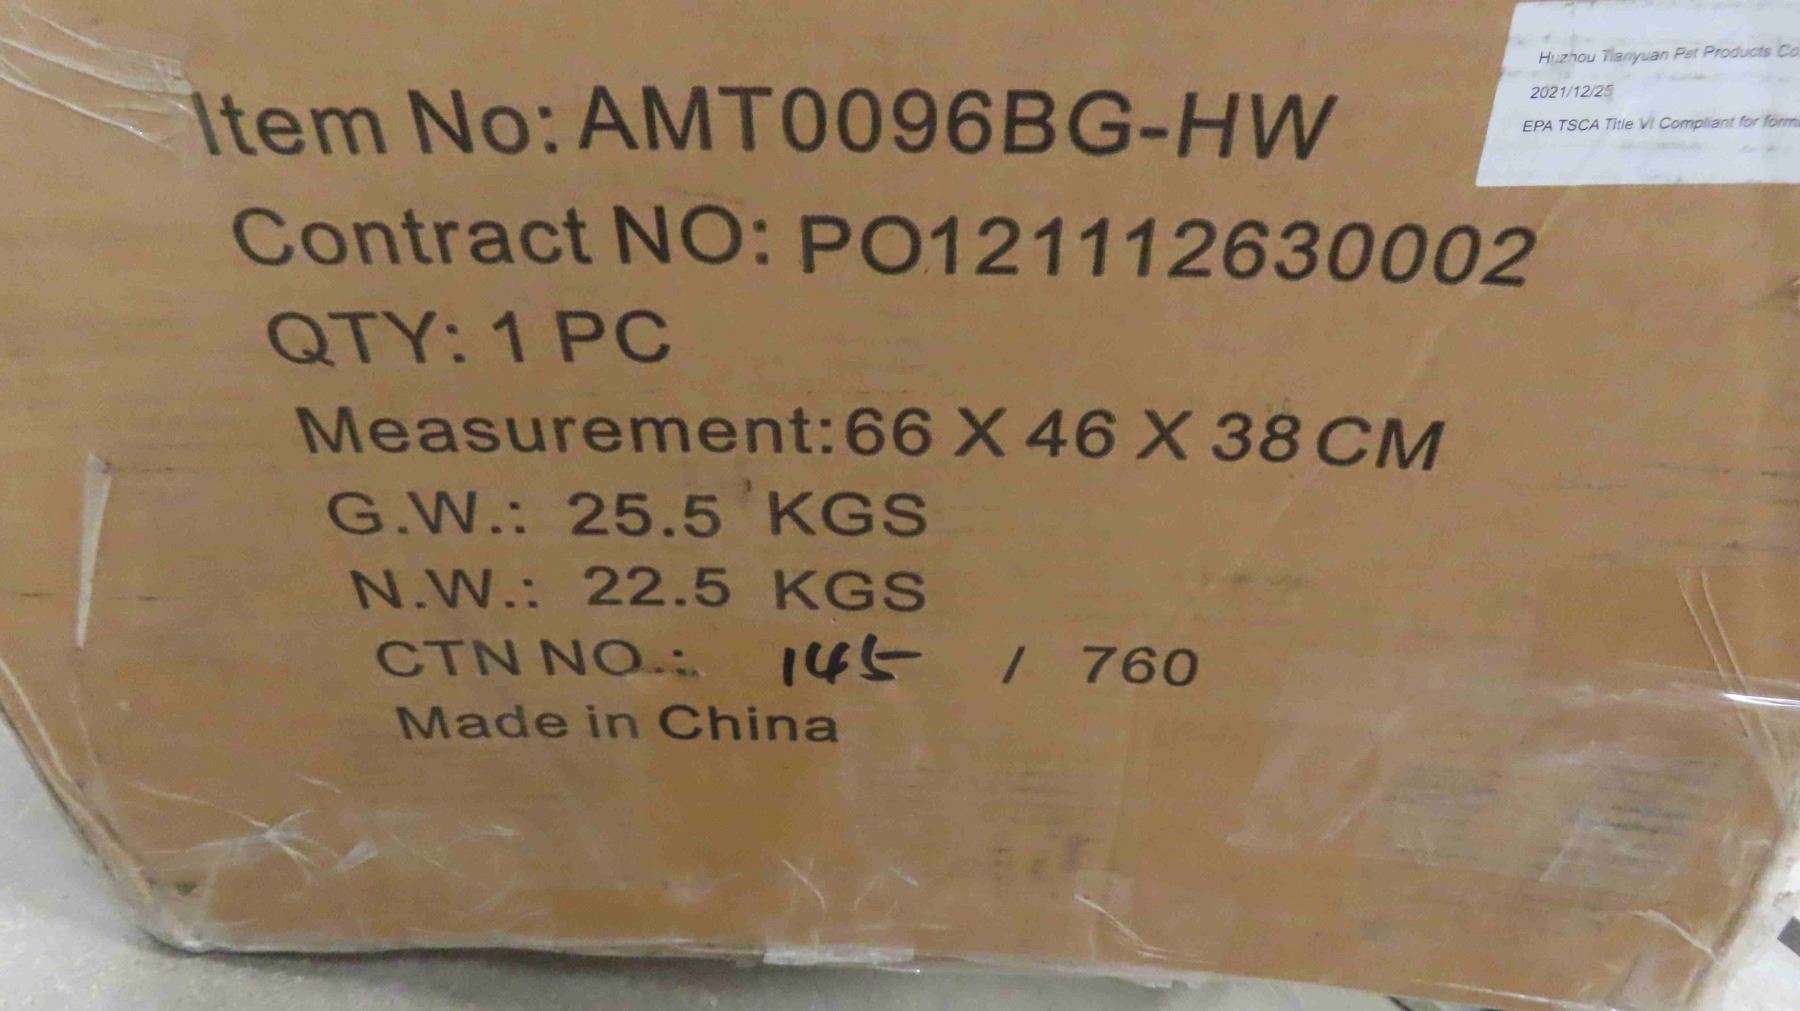 Item No: AMT0096BG-HW
Contract NO: PO121112630002
QTY: 1 PC
Measurement: 66 X 46 X 38 CM
G.W.: 25.5 KGS
N.W.: 22.5 KGS
CTN NO.: 145 / 760
Made in China
Huzhou Tianyuan Pet Products Co
2021/12/25
EPA TSCA Title VI Compliant for